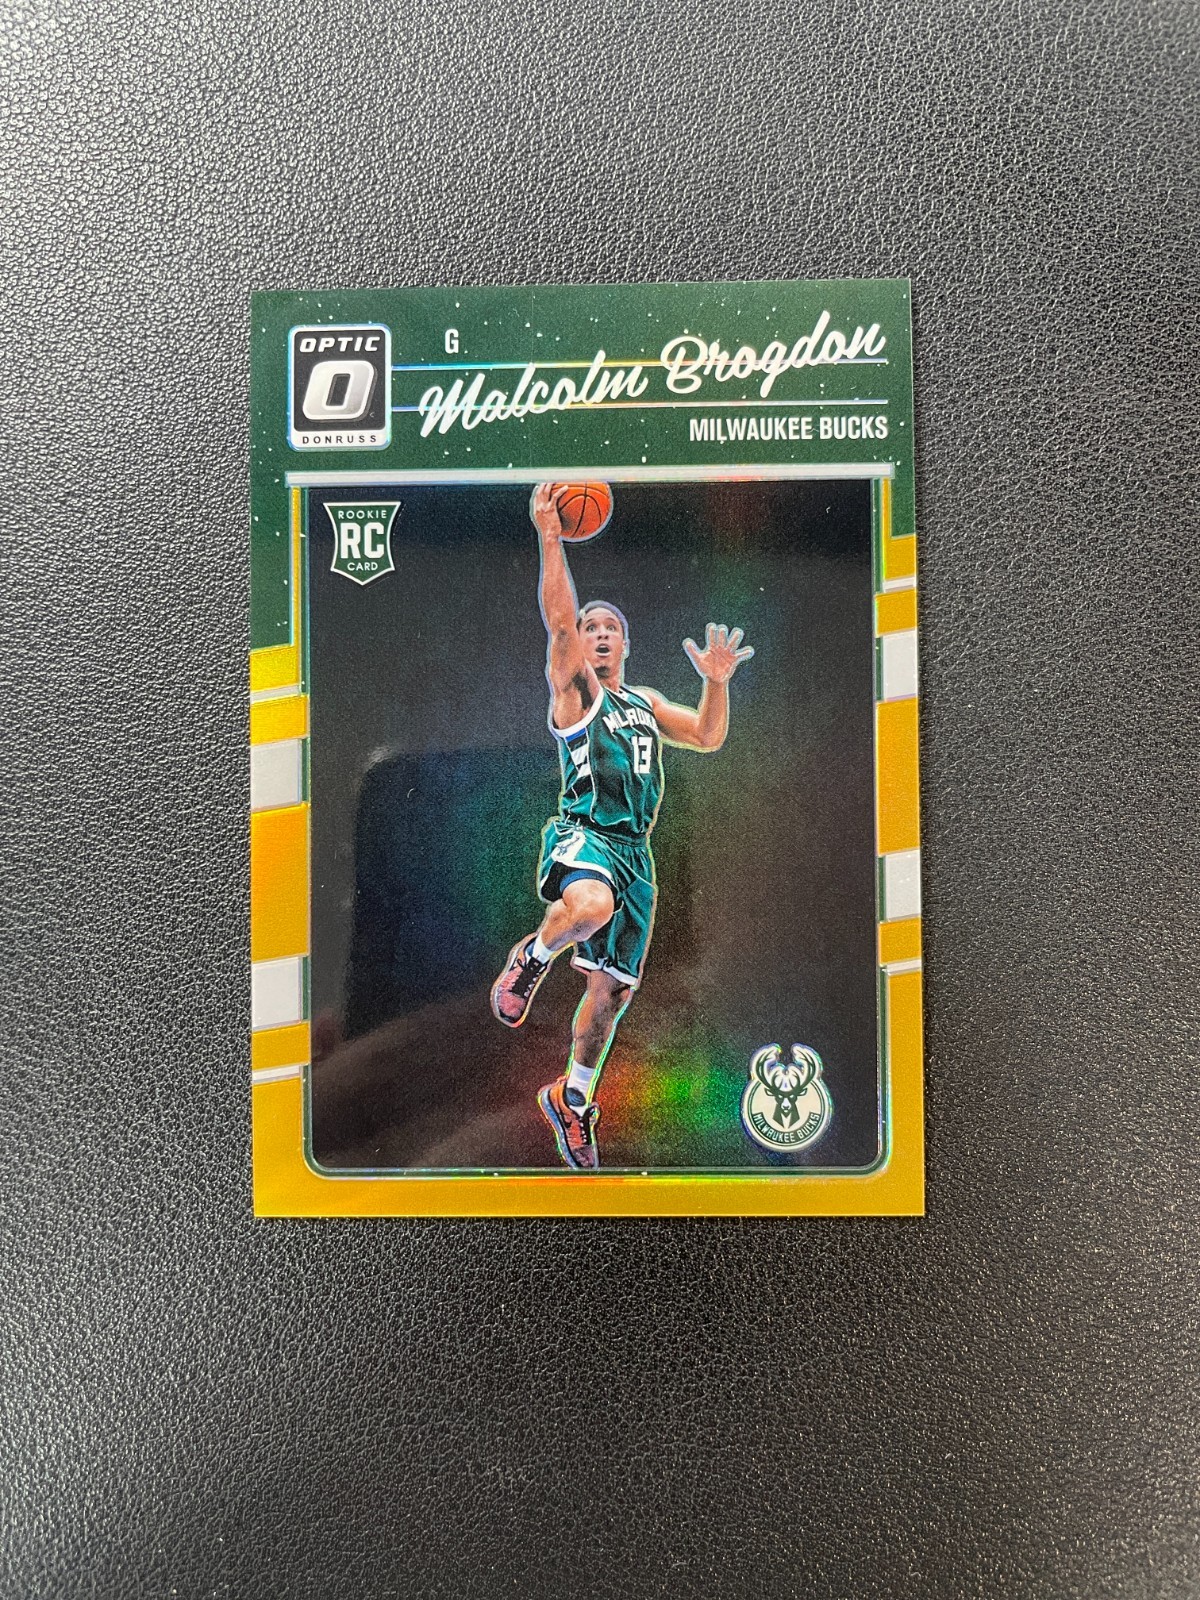 OPTIC
O
DONRUSS
G
Malcolm Brogdon
MILWAUKEE BUCKS
ROOKIE
RC
CARD
13
MILWAUKEE BUCKS